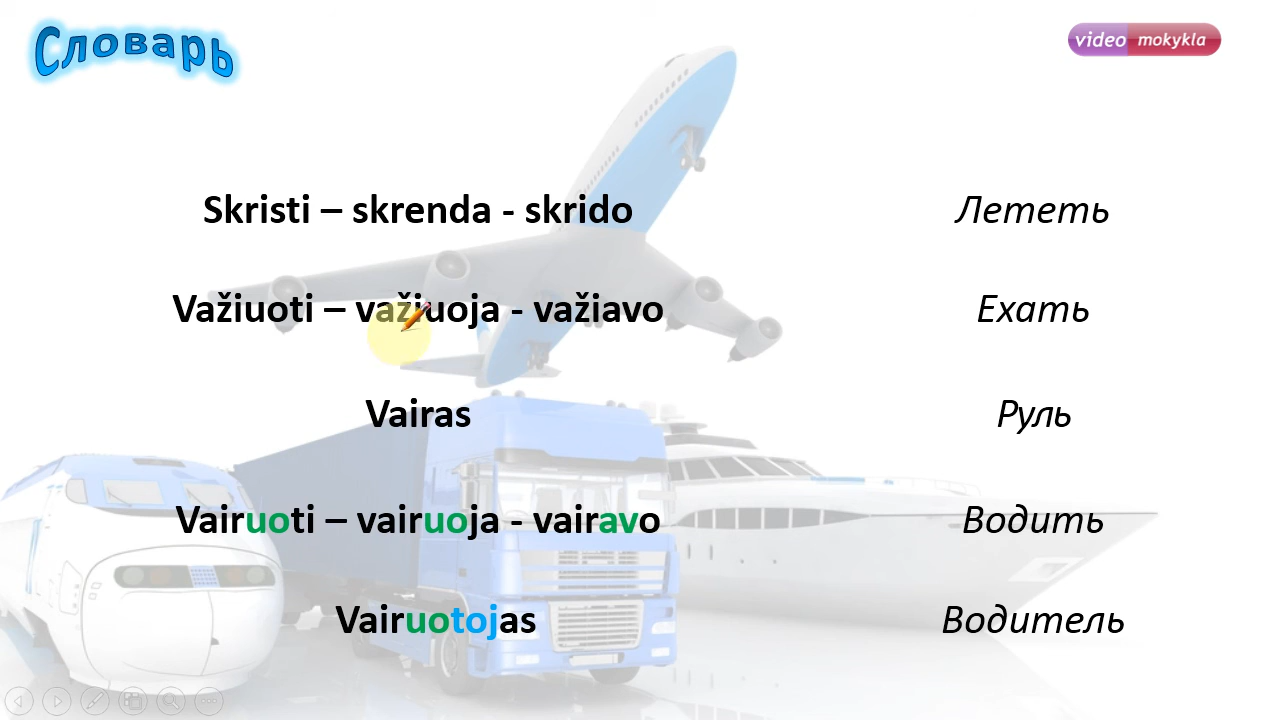 Словарь
video mokykla
Skristi – skrenda - skrido Лететь
Važiuoti – važiuoja - važiavo Ехать
Vairas Руль
Vairuoti – vairuoja - vairavo Водить
Vairuotojas Водитель